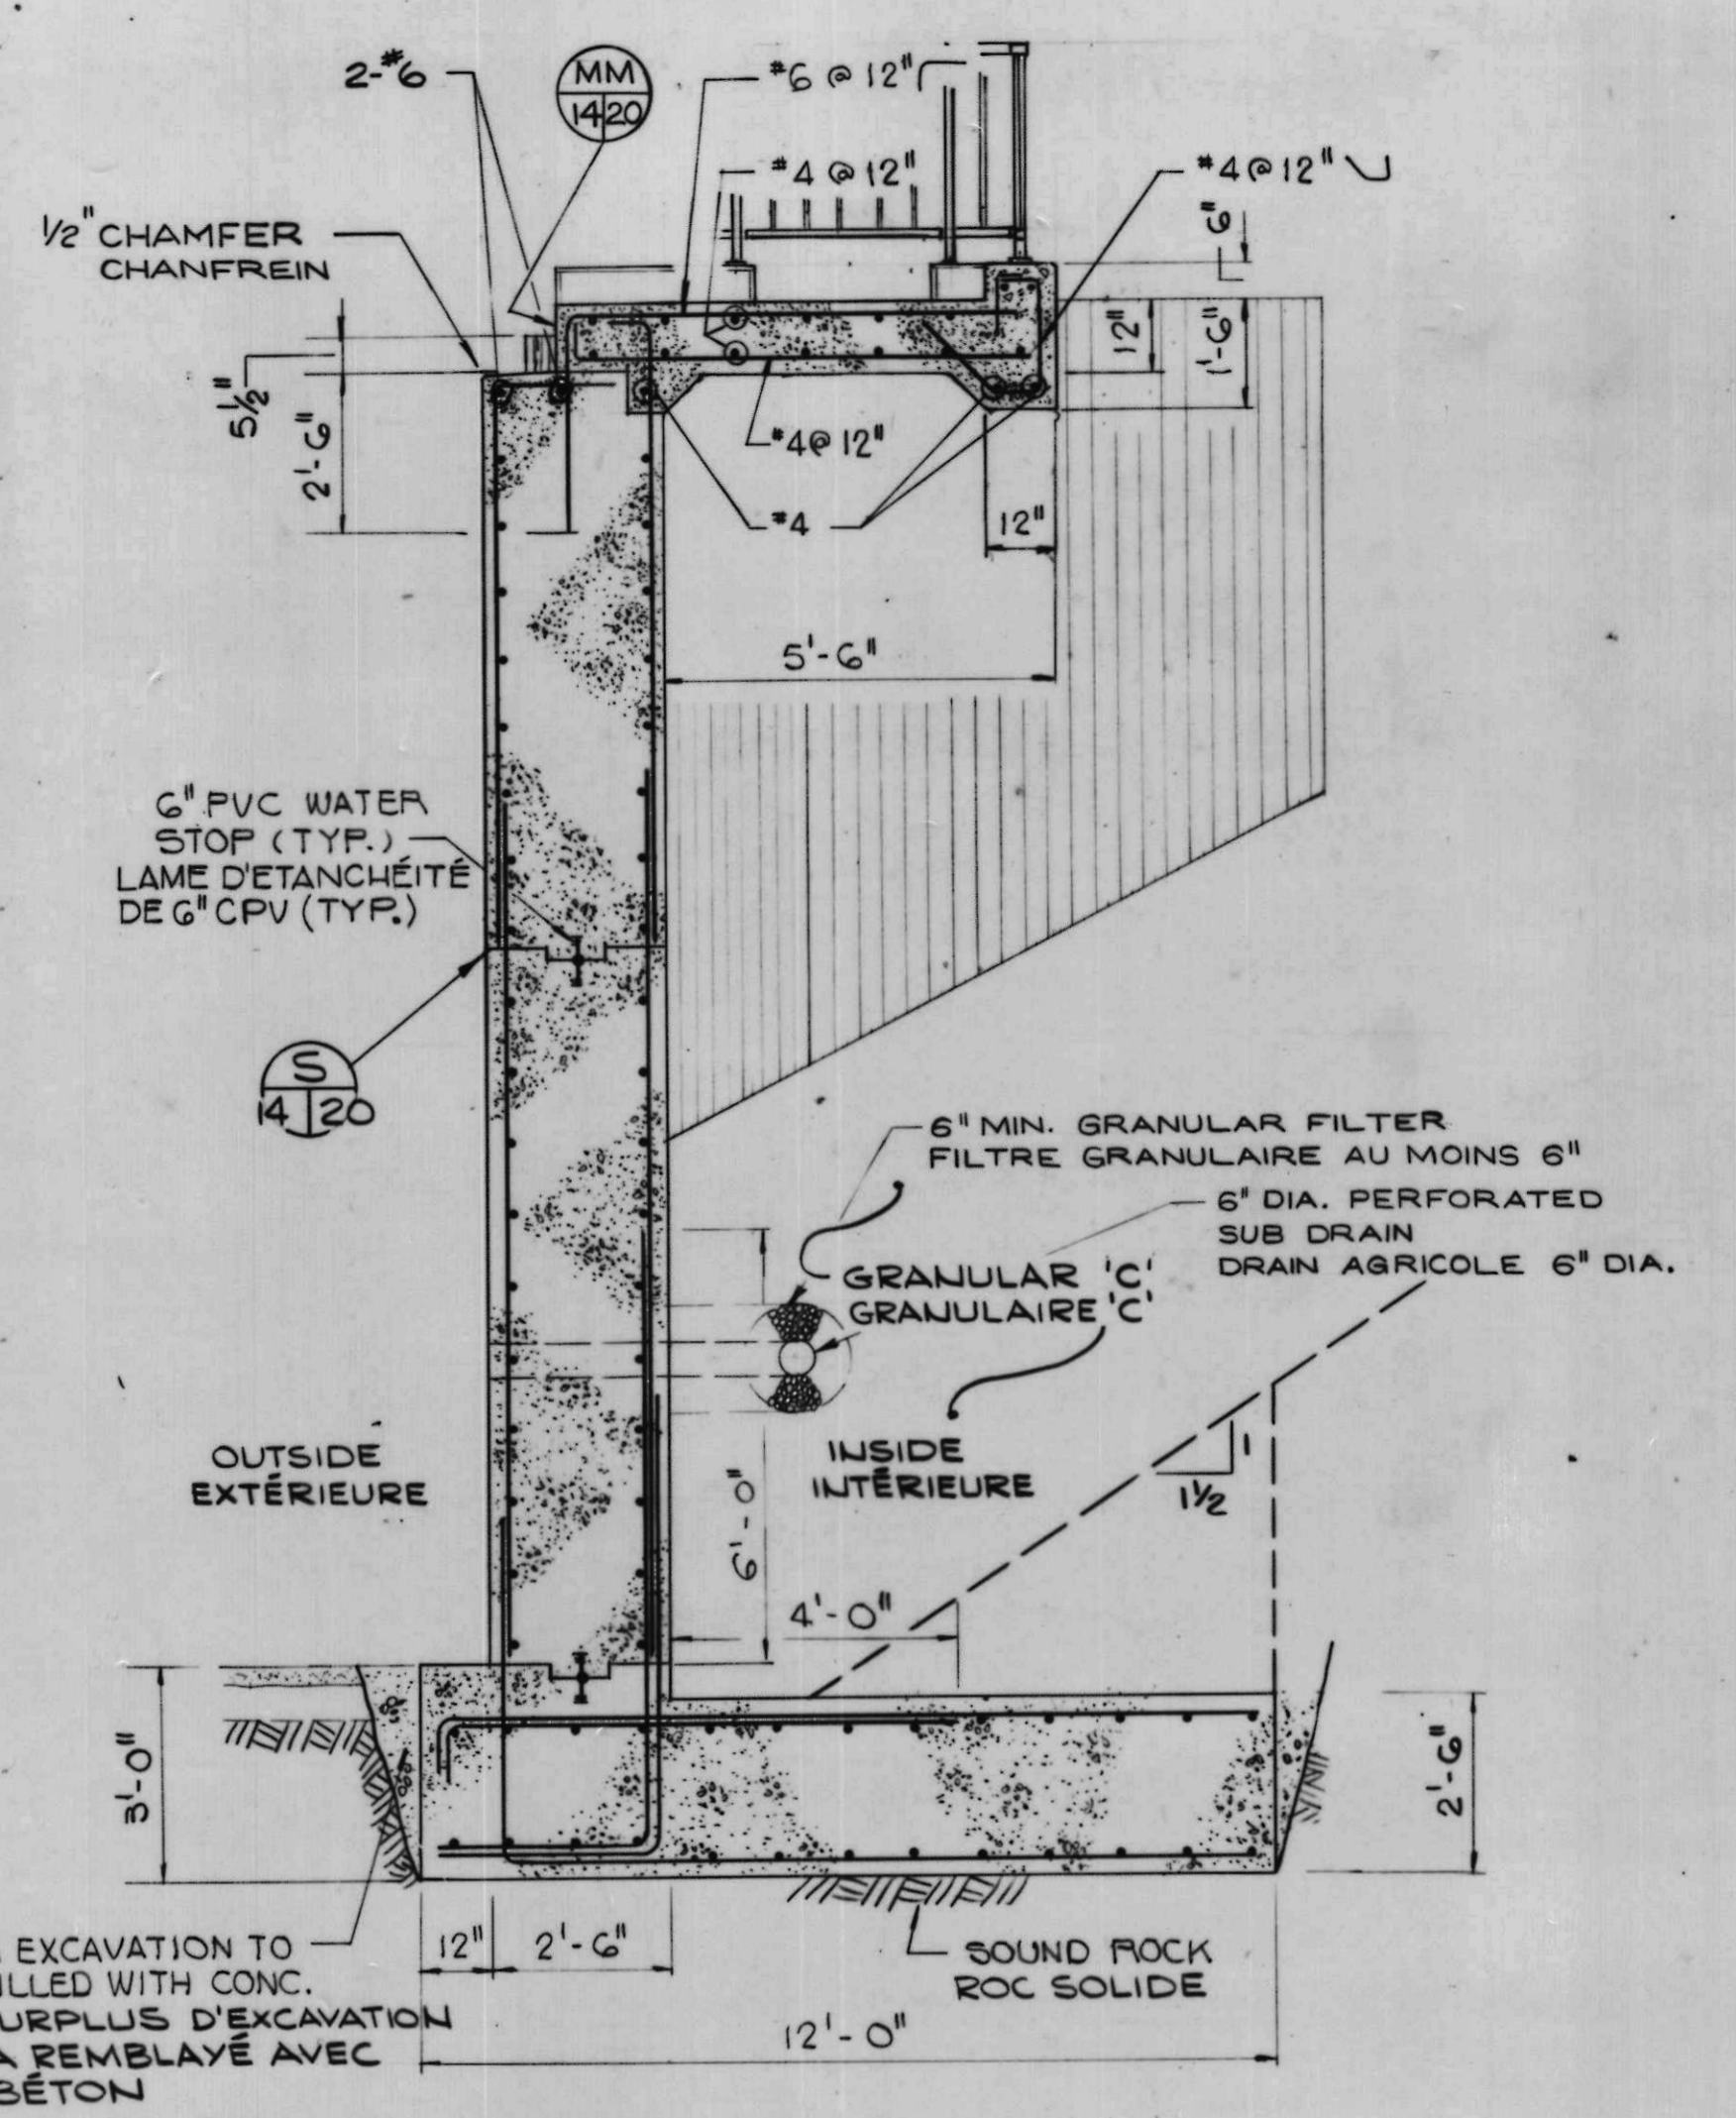 2-#6
MM
14 20
#6 @ 12"
#4 @ 12"
#4 @ 12"
6"
1/2" CHAMFER
CHANFREIN
5 1/2"
2'-6"
12"
1'-6"
#4 @ 12"
#4
12"
5'-6"
6" PVC WATER
STOP (TYP.)
LAME D'ETANCHÉITÉ
DE 6" CPV (TYP.)
S
14 20
6" MIN. GRANULAR FILTER
FILTRE GRANULAIRE AU MOINS 6"
6" DIA. PERFORATED
SUB DRAIN
DRAIN AGRICOLE 6" DIA.
GRANULAR 'C'
GRANULAIRE 'C'
OUTSIDE
EXTÉRIEURE
INSIDE
INTÉRIEURE
1
1 1/2
6'-0"
4'-0"
3'-0"
2'-6"
EXCAVATION TO
ILLED WITH CONC.
URPLUS D'EXCAVATION
A REMBLAYÉ AVEC
BÉTON
12"
2'-6"
SOUND ROCK
ROC SOLIDE
12'-0"